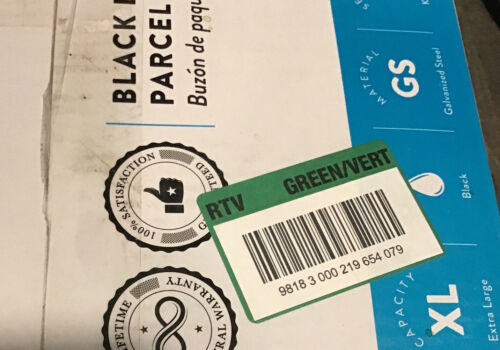 BLACK
PARCEL
Buzón de
100% SATISFACTION
LIFETIME
WARRANTY
RTV
GREEN/VERT
9818 3 000 219 654 079
MATERIAL
GS
Galvanized Steel
Black
CAPACITY
XL
Extra Large